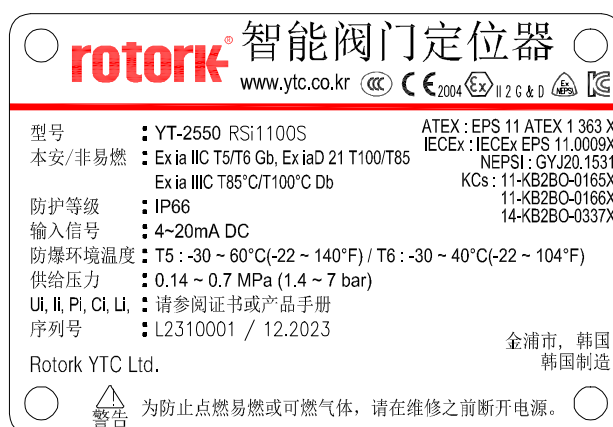 rotork® 智能阀门定位器
www.ytc.co.kr CCC CE 2004 Ex II 2 G & D Ex NEPSI
型号 : YT-2550 RSi1100S
ATEX : EPS 11 ATEX 1 363 X
本安/非易燃 : Ex ia IIC T5/T6 Gb, Ex iaD 21 T100/T85
IECEx : IECEx EPS 11.0009X
Ex ia IIIC T85°C/T100°C Db
NEPSI : GYJ20.1531
KCs : 11-KB2BO-0165X
11-KB2BO-0166X
14-KB2BO-0337X
防护等级 : IP66
输入信号 : 4~20mA DC
防爆环境温度 : T5 : -30 ~ 60°C(-22 ~ 140°F) / T6 : -30 ~ 40°C(-22 ~ 104°F)
供给压力 : 0.14 ~ 0.7 MPa (1.4 ~ 7 bar)
Ui, Ii, Pi, Ci, Li, : 请参阅证书或产品手册
序列号 : L2310001 / 12.2023
金浦市, 韩国
韩国制造
Rotork YTC Ltd.
警告 为防止点燃易燃或可燃气体，请在维修之前断开电源。